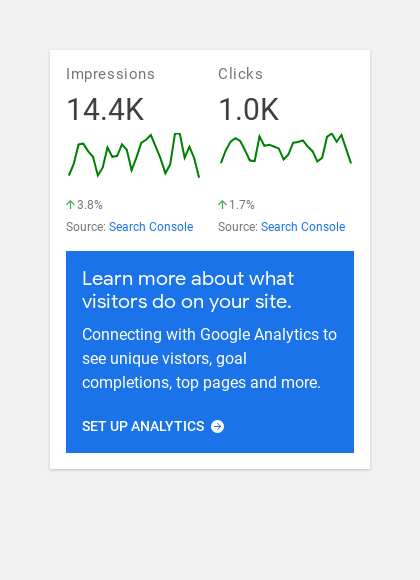 Impressions
Clicks
14.4K
1.0K
3.8%
1.7%
Source: Search Console
Source: Search Console
Learn more about what
visitors do on your site.
Connecting with Google Analytics to
see unique vistors, goal
completions, top pages and more.
SET UP ANALYTICS